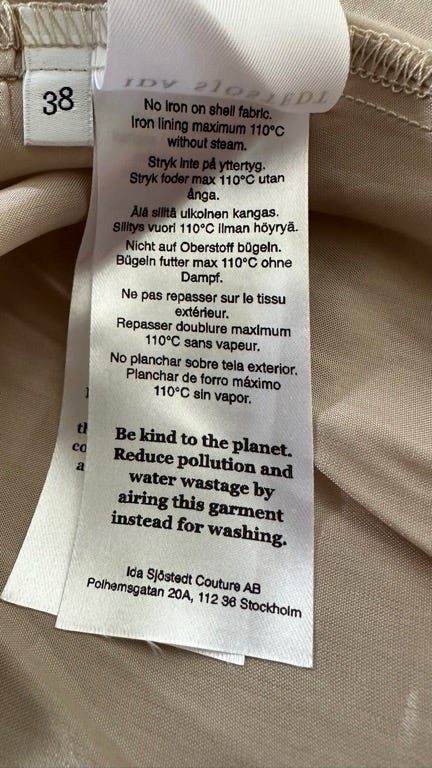 IDA SJÖSTEDT
38
No Iron on shell fabric.
Iron lining maximum 110°C
without steam.
Stryk inte på yttertyg.
Stryk foder max 110°C utan
ånga.
Älä silitä ulkoinen kangas.
Silitys vuori 110°C ilman höyryä.
Nicht auf Oberstoff bügeln.
Bügeln futter max 110°C ohne
Dampf.
Ne pas repasser sur le tissu
extérieur.
Repasser doublure maximum
110°C sans vapeur.
No planchar sobre tela exterior.
Planchar de forro máximo
110°C sin vapor.
Be kind to the planet.
Reduce pollution and
water wastage by
airing this garment
instead for washing.
Ida Sjöstedt Couture AB
Polhemsgatan 20A, 112 36 Stockholm